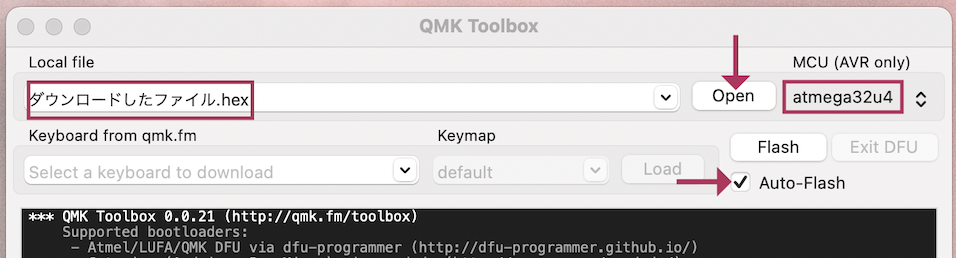 QMK Toolbox
Local file
MCU (AVR only)
ダウンロードしたファイル.hex
Open
atmega32u4
Keyboard from qmk.fm
Keymap
Flash
Exit DFU
Select a keyboard to download
default
Load
Auto-Flash
*** QMK Toolbox 0.0.21 (http://qmk.fm/toolbox)
Supported bootloaders:
- Atmel/LUFA/QMK DFU via dfu-programmer (http://dfu-programmer.github.io/)